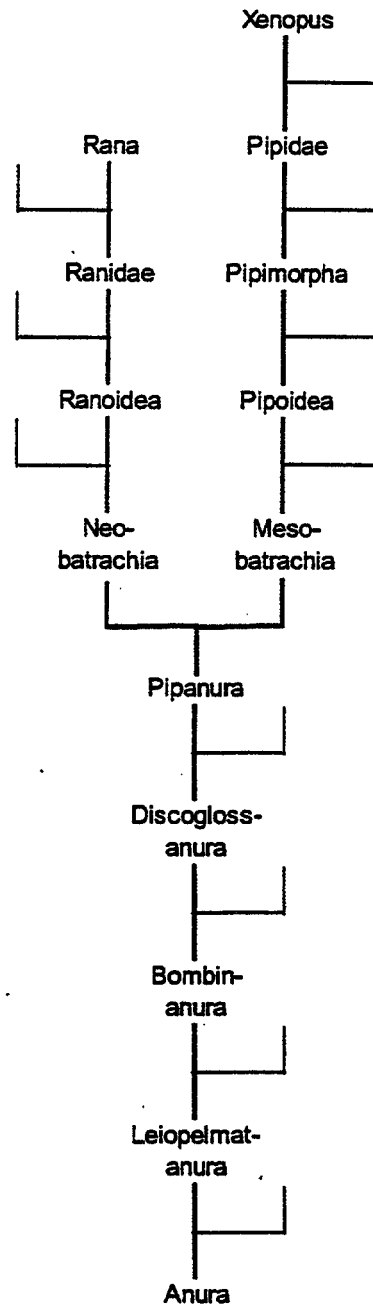 Xenopus
Rana
Pipidae
Ranidae
Pipimorpha
Ranoidea
Pipoidea
Neo-
batrachia
Meso-
batrachia
Pipanura
Discogloss-
anura
Bombin-
anura
Leiopelmat-
anura
Anura